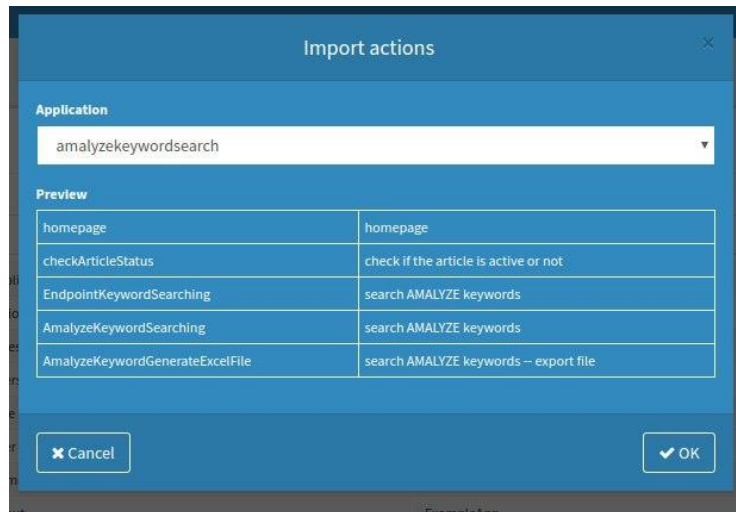 Import actions
×
Application
amalyzekeywordsearch
Preview
homepage homepage
checkArticleStatus check if the article is active or not
EndpointKeywordSearching search AMALYZE keywords
AmalyzeKeywordSearching search AMALYZE keywords
AmalyzeKeywordGenerateExcelFile search AMALYZE keywords -- export file
Cancel OK